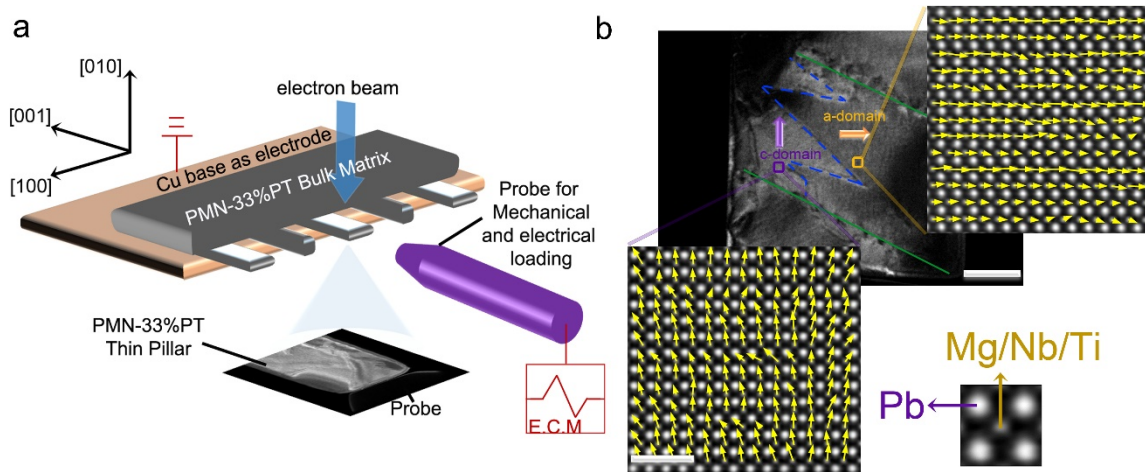 a
[010]
[001]
[100]
electron beam
Cu base as electrode
PMN-33%PT Bulk Matrix
Probe for
Mechanical
and electrical
loading
PMN-33%PT
Thin Pillar
Probe
E.C.M
b
a-domain
c-domain
Mg/Nb/Ti
Pb